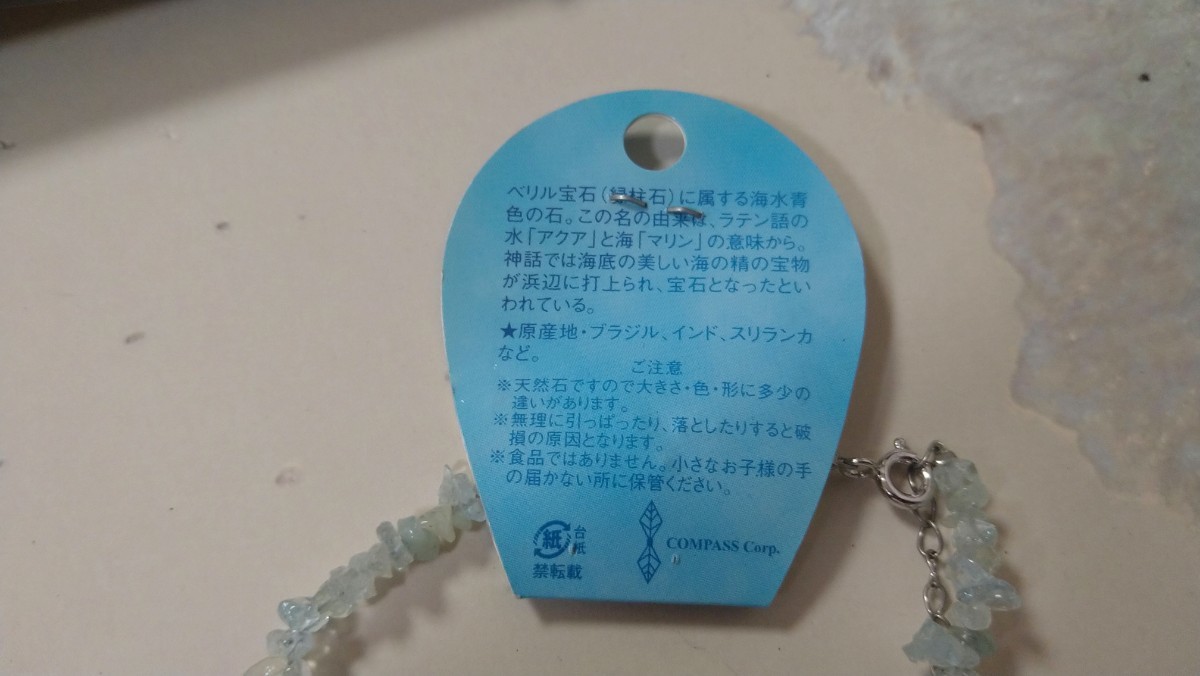 ベリル宝石(緑柱石)に属する海水青
色の石。この名の由来は、ラテン語の
水「アクア」と海「マリン」の意味から。
神話では海底の美しい海の精の宝物
が浜辺に打上られ、宝石となったとい
われている。
★原産地・ブラジル、インド、スリランカ
など。
ご注意
※天然石ですので大きさ・色・形に多少の
違いがあります。
※無理に引っぱったり、落としたりすると破
損の原因となります。
※食品ではありません。小さなお子様の手
の届かない所に保管ください。
紙
台紙
禁転載
COMPASS Corp.